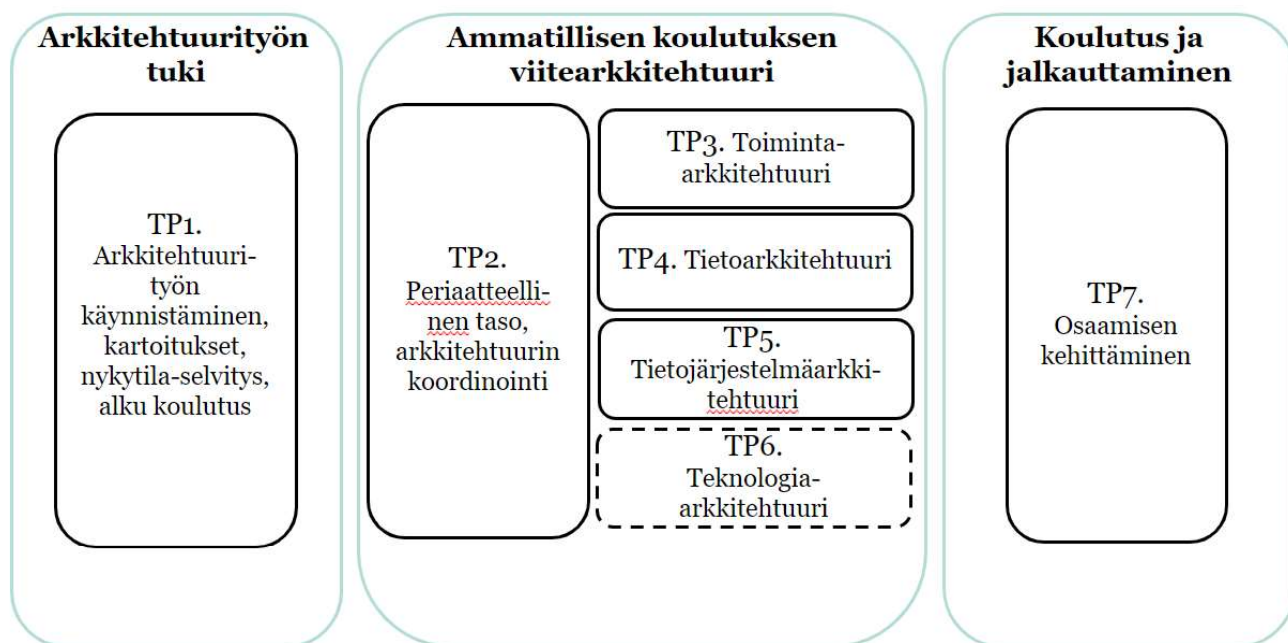 Arkkitehtuurityön
tuki
TP1.
Arkkitehtuuri-
työn
käynnistäminen,
kartoitukset,
nykytila-selvitys,
alku koulutus
Ammatillisen koulutuksen
viitearkkitehtuuri
TP2.
Periaatteelli-
nen taso,
arkkitehtuurin
koordinointi
TP3. Toiminta-
arkkitehtuuri
TP4. Tietoarkkitehtuuri
TP5.
Tietojärjestelmäarkki-
tehtuuri
TP6.
Teknologia-
arkkitehtuuri
Koulutus ja
jalkauttaminen
TP7.
Osaamisen
kehittäminen